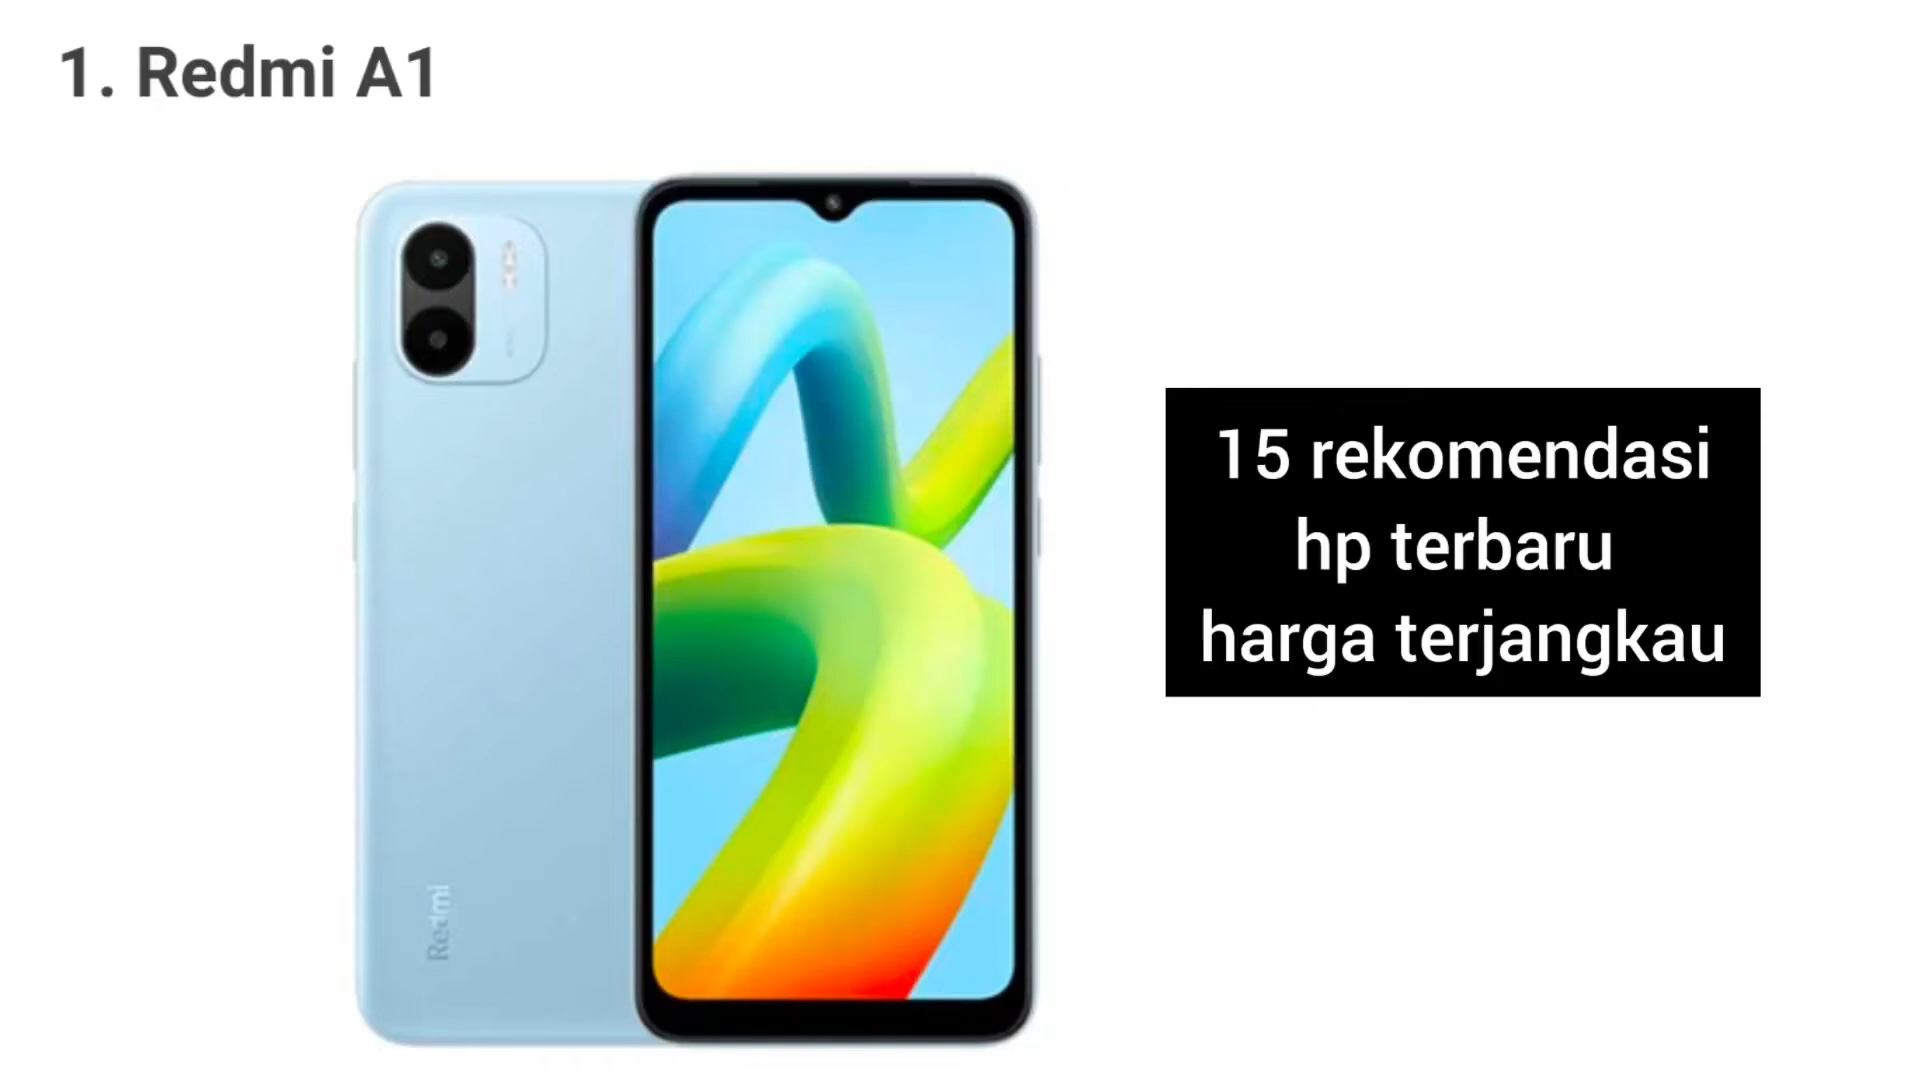 1. Redmi A1
15 rekomendasi
hp terbaru
harga terjangkau
Redmi